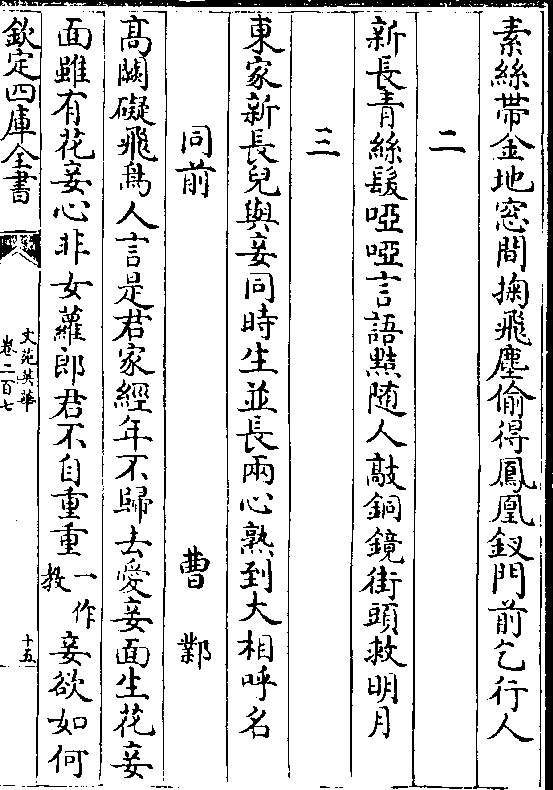 素絲帶金地窓間掬飛塵偷得鳳凰釵門前乞行人
二
新長青絲髮啞啞言語黠随人敲銅鏡街頭救明月
三
東家新長兒與妾同時生並長兩心熟到大相呼名
同前 曹鄴
髙闕礙飛鳥人言是君家經年不歸去愛妾面生花妾
面雖有花妾心非女蘿郎君不自重重一作教妾欲如何
欽定四庫全書
文苑英華
卷二百七
十五